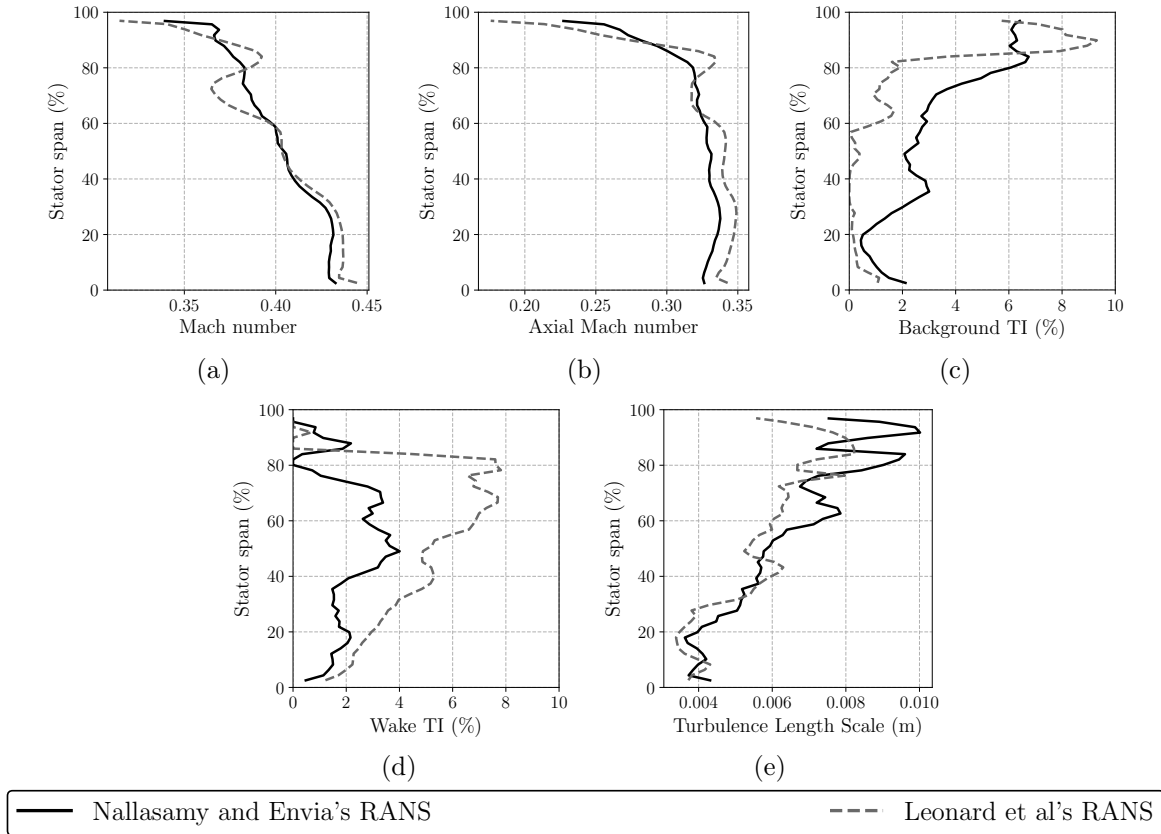 100
80
60
40
20
0
Stator span (%)
0.35 0.40 0.45
Mach number
(a)
100
80
60
40
20
0
Stator span (%)
0.20 0.25 0.30 0.35
Axial Mach number
(b)
100
80
60
40
20
0
Stator span (%)
0 2 4 6 8 10
Background TI (%)
(c)
100
80
60
40
20
0
Stator span (%)
0 2 4 6 8 10
Wake TI (%)
(d)
100
80
60
40
20
0
Stator span (%)
0.004 0.006 0.008 0.010
Turbulence Length Scale (m)
(e)
Nallasamy and Envia's RANS
Leonard et al's RANS